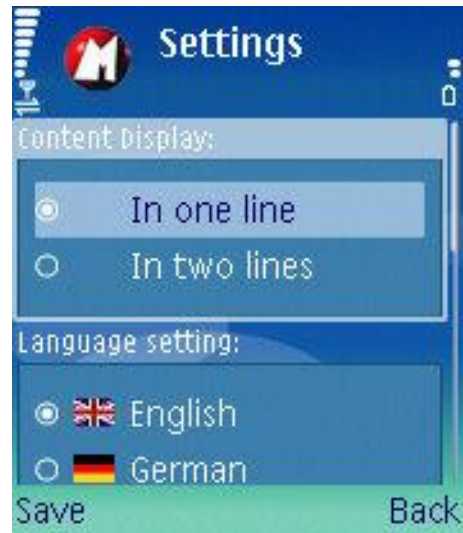 M Settings
Content Display:
In one line
In two lines
Language setting:
English
German
Save Back